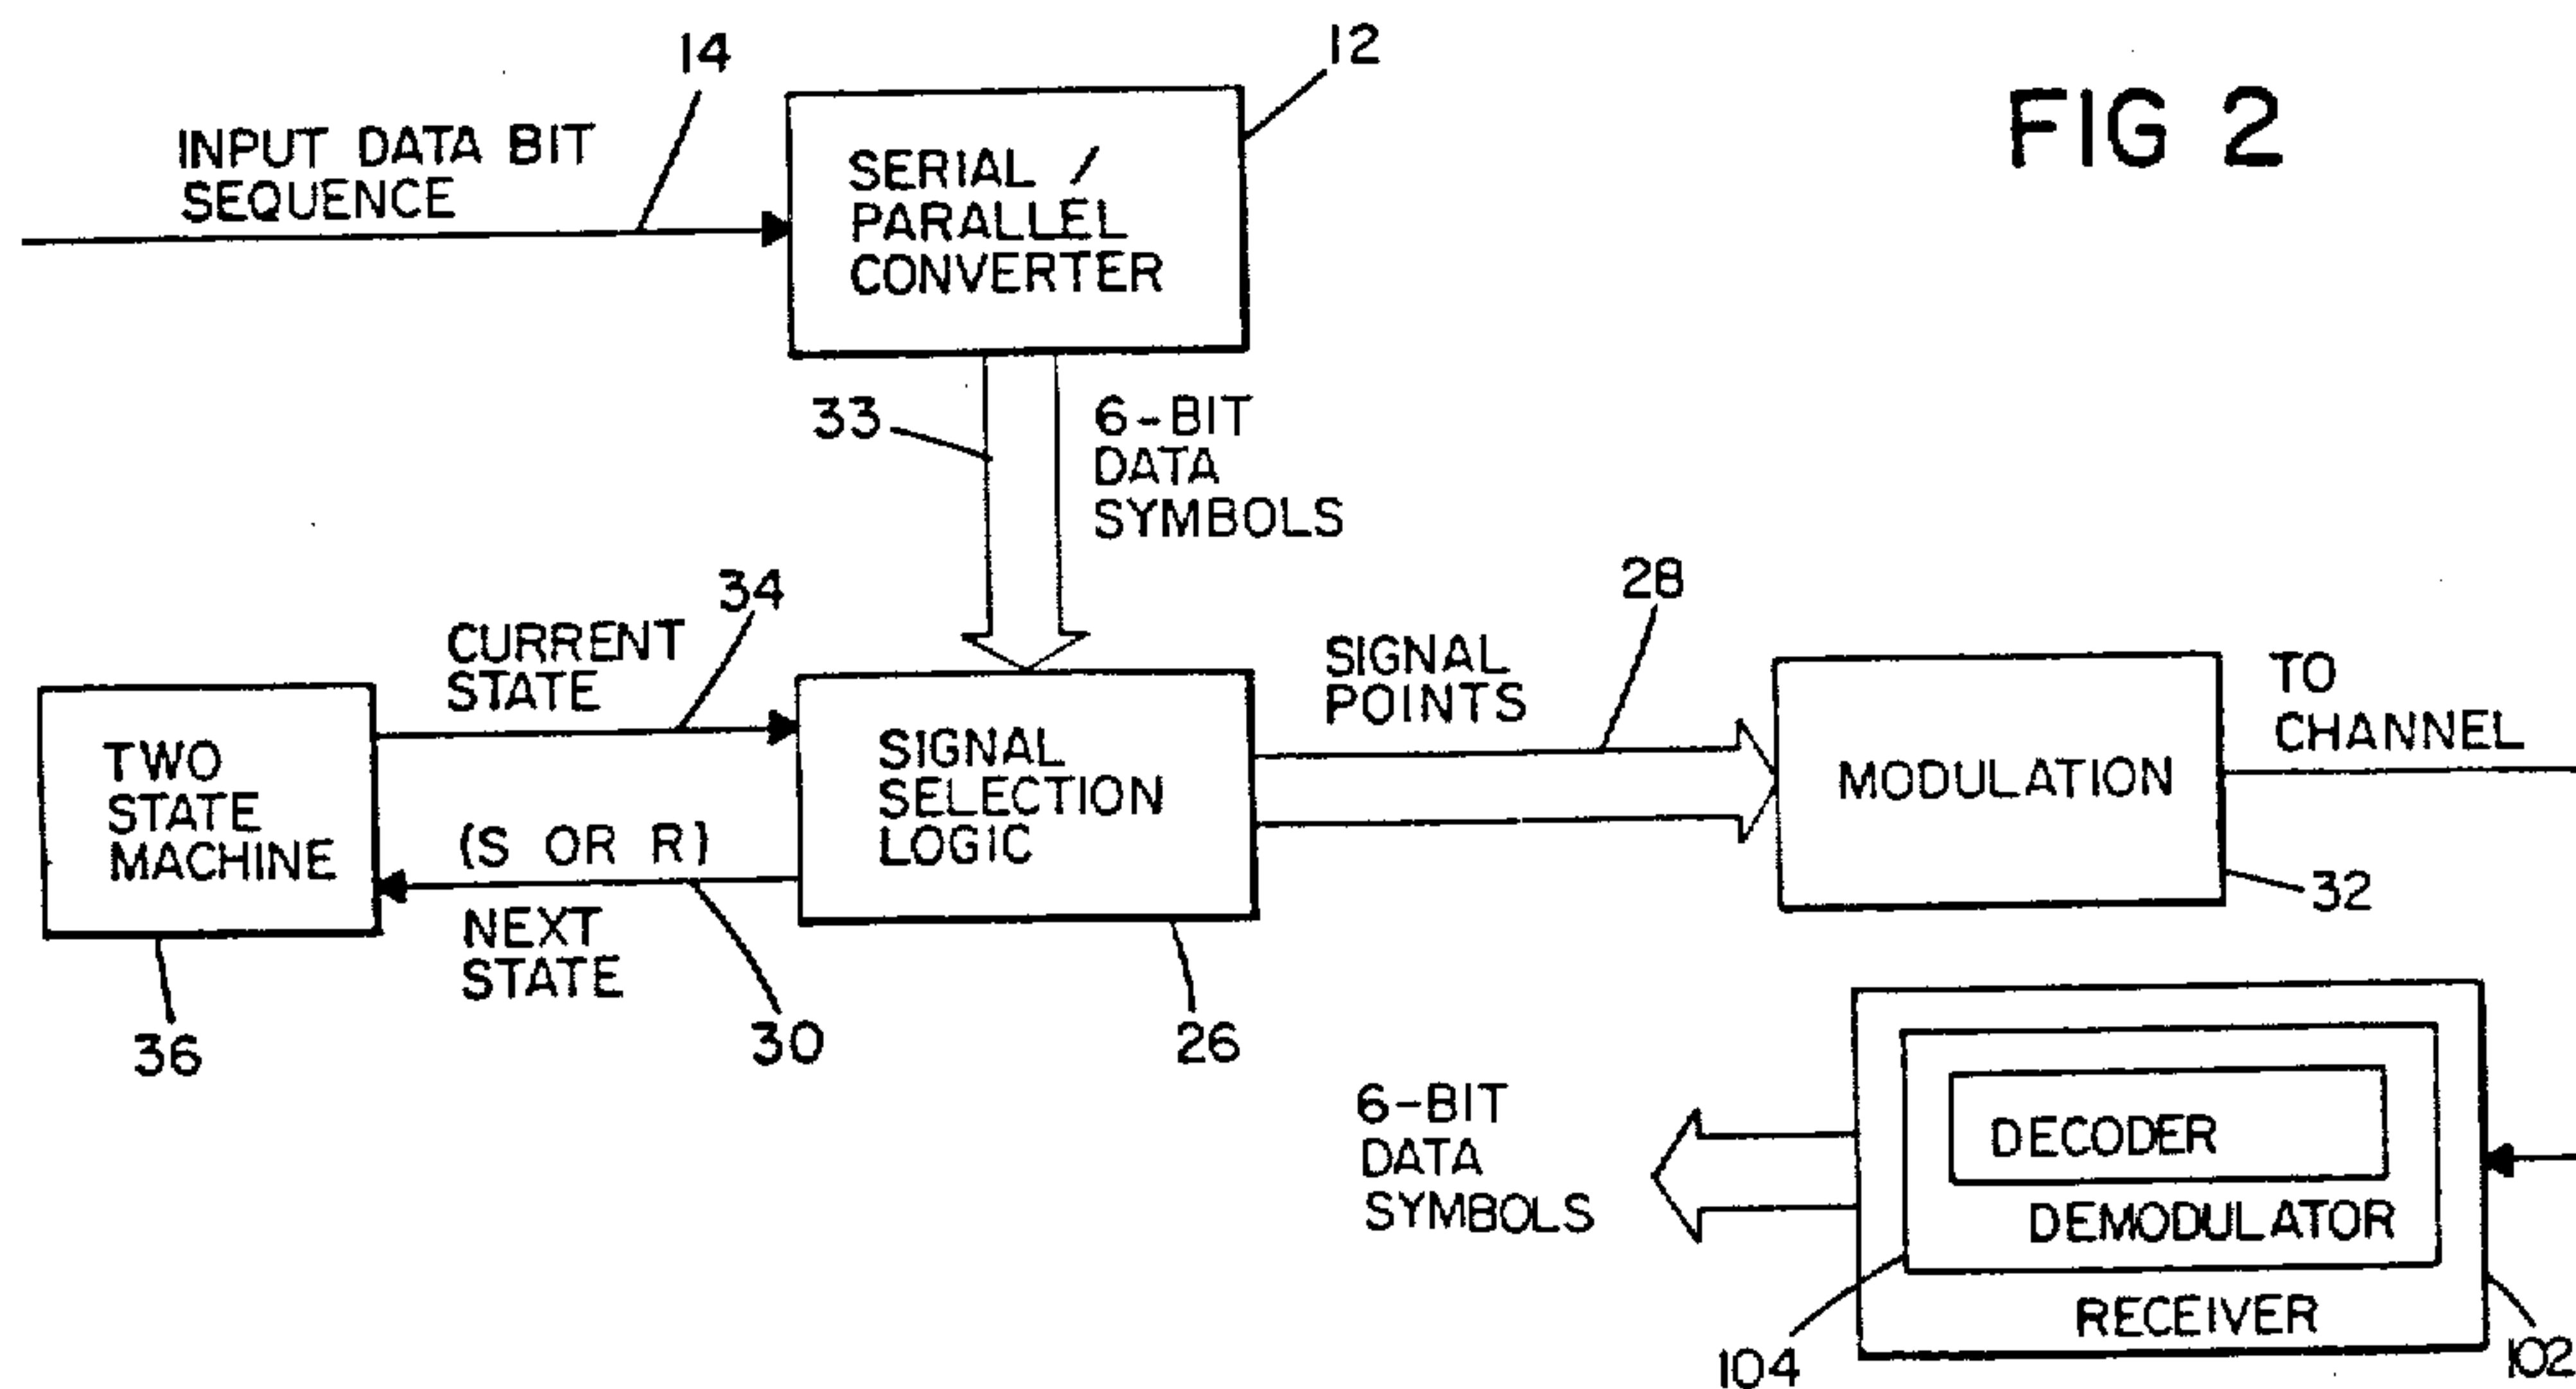 14
12
FIG 2
INPUT DATA BIT
SEQUENCE
SERIAL /
PARALLEL
CONVERTER
33
6-BIT
DATA
SYMBOLS
34
28
CURRENT
STATE
SIGNAL
POINTS
TO
CHANNEL
TWO
STATE
MACHINE
SIGNAL
SELECTION
LOGIC
MODULATION
(S OR R)
NEXT
STATE
32
36
30
26
6-BIT
DATA
SYMBOLS
DECODER
DEMODULATOR
RECEIVER
104
102